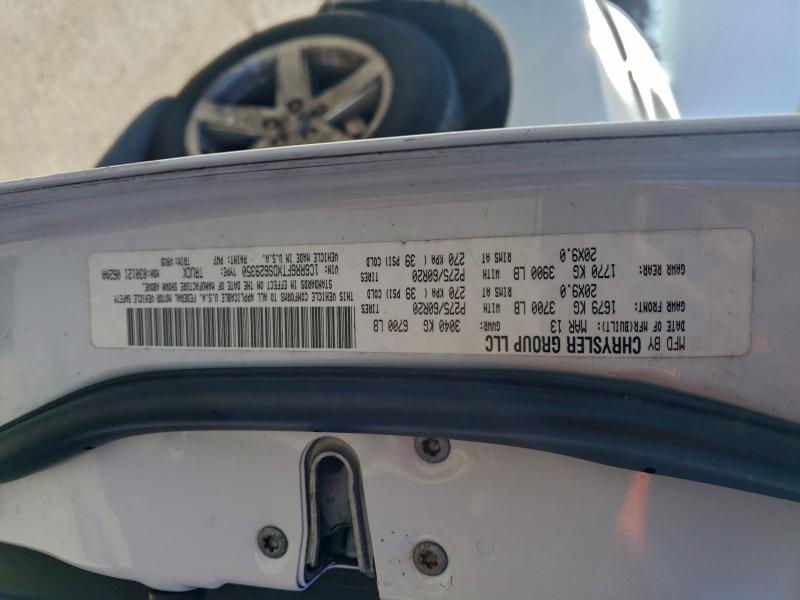 MFD BY CHRYSLER GROUP LLC
DATE OF MFR(BUILT): MAR 13 GVWR: 3040 KG 6700 LB
GAWR FRONT: 1679 KG 3700 LB WITH P275/60R20 TIRES
20X9.0 RIMS AT 270 KPA( 39 PSI) COLD
GAWR REAR: 1770 KG 3900 LB WITH P275/60R20 TIRES
20X9.0 RIMS AT 270 KPA( 39 PSI) COLD
THIS VEHICLE CONFORMS TO ALL APPLICABLE U.S.A. FEDERAL MOTOR VEHICLE SAFETY
STANDARDS IN EFFECT ON THE DATE OF MANUFACTURE SHOWN ABOVE.
VIN: 1C6RR6FTXDS629350 TYPE: TRUCK MDH: 030121 062AA
VEHICLE MADE IN U.S.A. PAINT: PW7 TRIM: